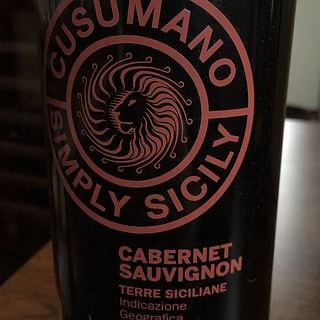 CUSUMANO
SIMPLY SICILY
CABERNET
SAUVIGNON
TERRE SICILIANE
Indicazione
Geografica